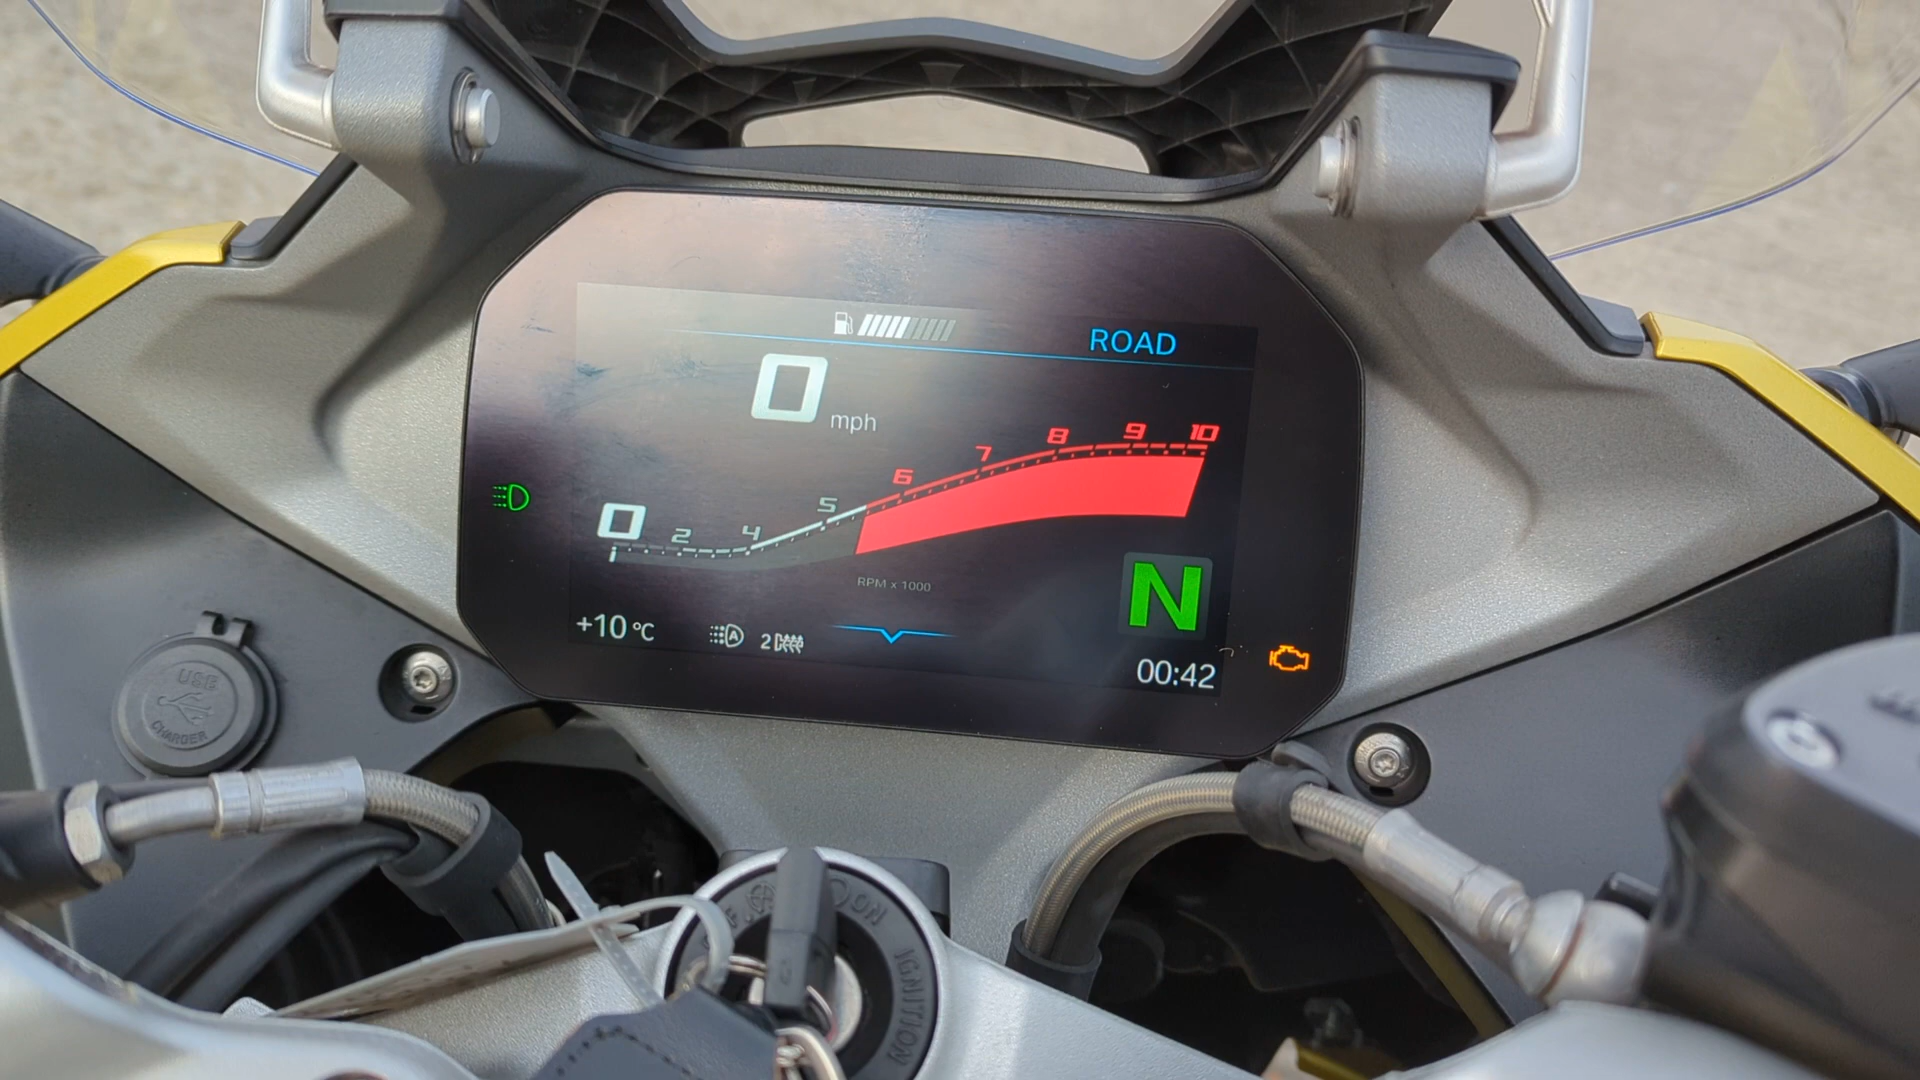 ROAD
0 mph
0 2 4 5 6 7 8 9 10
RPM x 1000
N
+10 °C
A
2
00:42
USB
CHARGER
ON
IGNITION